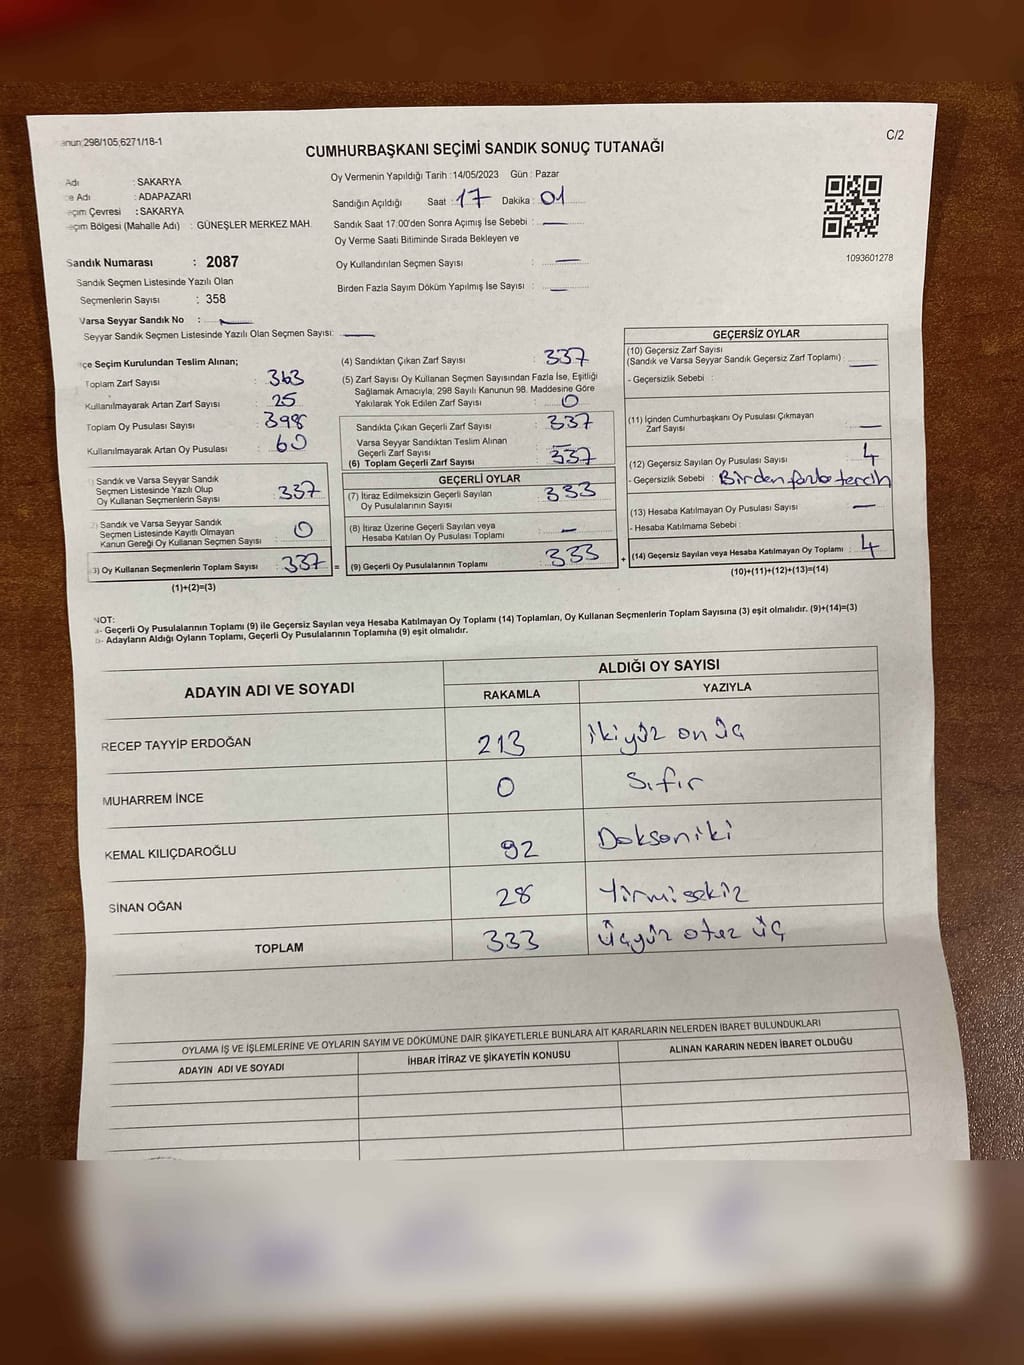 anun:298/105,6271/18-1
C/2
CUMHURBAŞKANI SEÇİMİ SANDIK SONUÇ TUTANAĞI
Adı : SAKARYA
e Adı : ADAPAZARI
eçim Çevresi : SAKARYA
eçim Bölgesi (Mahalle Adı) : GÜNEŞLER MERKEZ MAH.
Sandık Numarası : 2087
Sandık Seçmen Listesinde Yazılı Olan
Seçmenlerin Sayısı : 358
Varsa Seyyar Sandık No : —
Seyyar Sandık Seçmen Listesinde Yazılı Olan Seçmen Sayısı: —
Oy Vermenin Yapıldığı Tarih :14/05/2023 Gün : Pazar
Sandığın Açıldığı Saat : 17 Dakika : 01
Sandık Saat 17.00'den Sonra Açımış İse Sebebi : —
Oy Verme Saati Bitiminde Sırada Bekleyen ve
Oy Kullandırılan Seçmen Sayısı : —
Birden Fazla Sayım Döküm Yapılmış İse Sayısı : —
1093601278
çe Seçim Kurulundan Teslim Alınan;
Toplam Zarf Sayısı : 363
Kullanılmayarak Artan Zarf Sayısı : 25
Toplam Oy Pusulası Sayısı : 398
Kullanılmayarak Artan Oy Pusulası : 60
) Sandık ve Varsa Seyyar Sandık
Seçmen Listesinde Yazılı Olup
Oy Kullanan Seçmenlerin Sayısı : 337
) Sandık ve Varsa Seyyar Sandık
Seçmen Listesinde Kayıtlı Olmayan
Kanun Gereği Oy Kullanan Seçmen Sayısı : 0
3) Oy Kullanan Seçmenlerin Toplam Sayısı : 337 =
(1)+(2)=(3)
(4) Sandıktan Çıkan Zarf Sayısı : 337
(5) Zarf Sayısı Oy Kullanan Seçmen Sayısından Fazla İse, Eşitliği
Sağlamak Amacıyla, 298 Sayılı Kanunun 98. Maddesine Göre
Yakılarak Yok Edilen Zarf Sayısı : 0
Sandıkta Çıkan Geçerli Zarf Sayısı : 337
Varsa Seyyar Sandıktan Teslim Alınan
Geçerli Zarf Sayısı : —
(6) Toplam Geçerli Zarf Sayısı : 337
GEÇERLİ OYLAR
(7) İtiraz Edilmeksizin Geçerli Sayılan
Oy Pusulalarının Sayısı : 333
(8) İtiraz Üzerine Geçerli Sayılan veya
Hesaba Katılan Oy Pusulası Toplamı : —
(9) Geçerli Oy Pusulalarının Toplamı : 333 +
GEÇERSİZ OYLAR
(10) Geçersiz Zarf Sayısı
(Sandık ve Varsa Seyyar Sandık Geçersiz Zarf Toplamı) : —
- Geçersizlik Sebebi :
(11) İçinden Cumhurbaşkanı Oy Pusulası Çıkmayan
Zarf Sayısı : —
(12) Geçersiz Sayılan Oy Pusulası Sayısı : 4
- Geçersizlik Sebebi : Birden fazla tercih
(13) Hesaba Katılmayan Oy Pusulası Sayısı : —
- Hesaba Katılmama Sebebi :
(14) Geçersiz Sayılan veya Hesaba Katılmayan Oy Toplamı : 4
(10)+(11)+(12)+(13)=(14)
NOT:
a- Geçerli Oy Pusulalarının Toplamı (9) ile Geçersiz Sayılan veya Hesaba Katılmayan Oy Toplamı (14) Toplamları, Oy Kullanan Seçmenlerin Toplam Sayısına (3) eşit olmalıdır. (9)+(14)=(3)
b- Adayların Aldığı Oyların Toplamı, Geçerli Oy Pusulalarının Toplamına (9) eşit olmalıdır.
ADAYIN ADI VE SOYADI ALDIĞI OY SAYISI
RAKAMLA YAZIYLA
RECEP TAYYİP ERDOĞAN 213 ikiyüz onüç
MUHARREM İNCE 0 Sıfır
KEMAL KILIÇDAROĞLU 92 Doksaniki
SİNAN OĞAN 28 Yirmisekiz
TOPLAM 333 üçyüz otuz üç
OYLAMA İŞ VE İŞLEMLERİNE VE OYLARIN SAYIM VE DÖKÜMÜNE DAİR ŞİKAYETLERLE BUNLARA AİT KARARLARIN NELERDEN İBARET BULUNDUKLARI
ADAYIN ADI VE SOYADI İHBAR İTİRAZ VE ŞİKAYETİN KONUSU ALINAN KARARIN NEDEN İBARET OLDUĞU